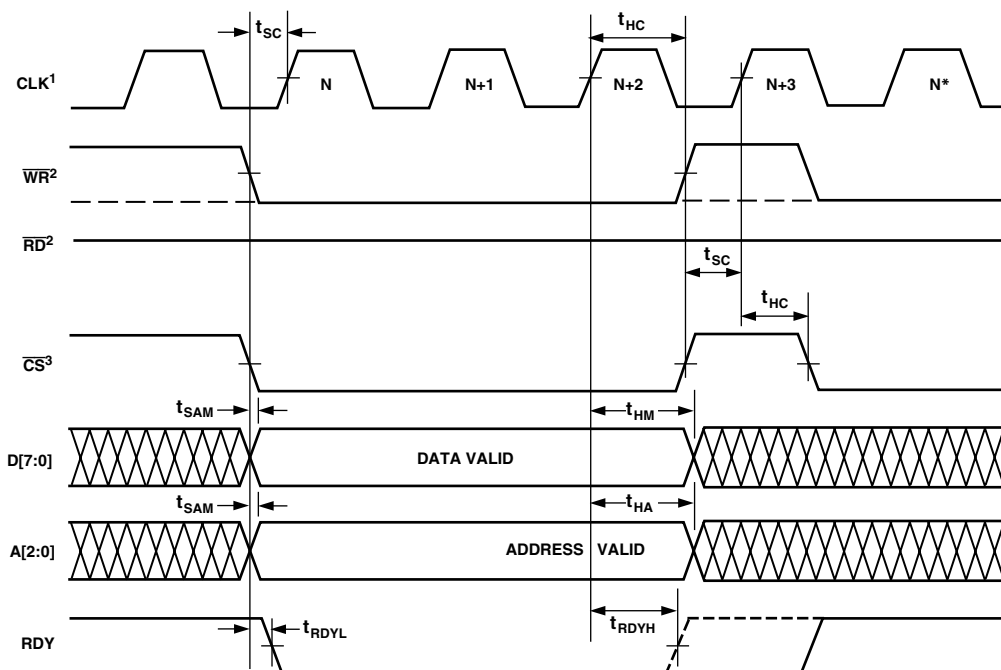 tSC
tHC
CLK1
N
N+1
N+2
N+3
N*
WR2
RD2
tSC
tHC
CS3
tSAM
tHM
D[7:0]
DATA VALID
tSAM
tHA
A[2:0]
ADDRESS VALID
RDY
tRDYL
tRDYH